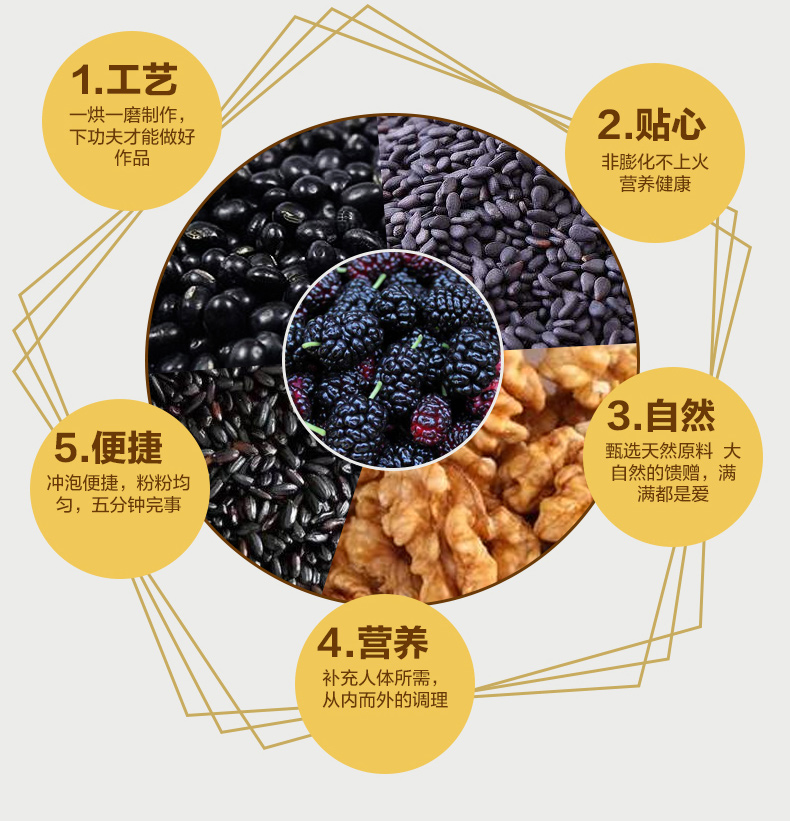 1.工艺
一烘一磨制作，
下功夫才能做好
作品
2.贴心
非膨化不上火
营养健康
3.自然
甄选天然原料 大
自然的馈赠，满
满都是爱
4.营养
补充人体所需，
从内而外的调理
5.便捷
冲泡便捷，粉粉均
匀，五分钟完事